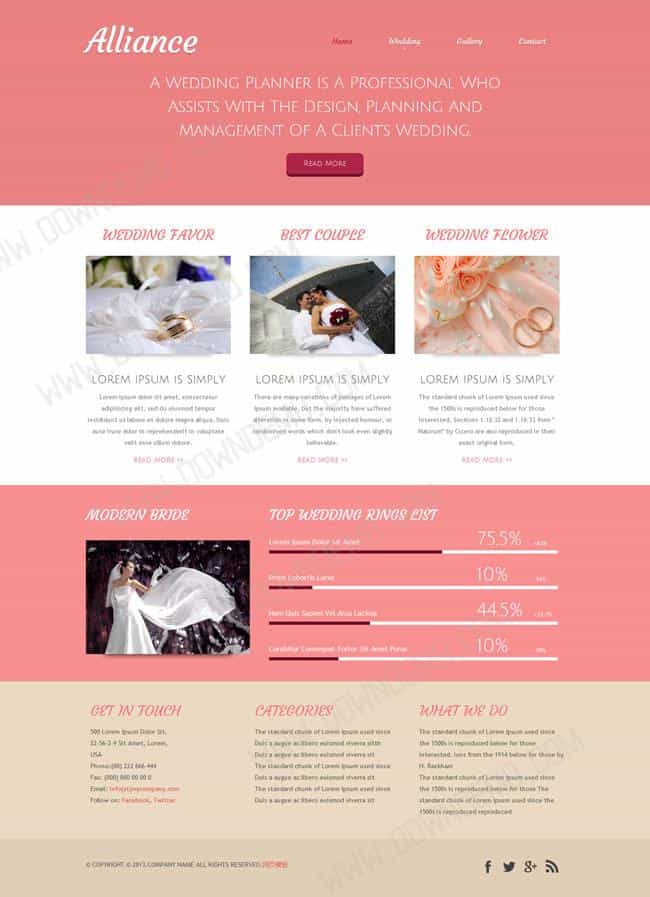 Alliance
Home Wedding Gallery Contact
A Wedding Planner Is A Professional Who
Assists With The Design, Planning And
Management Of A Client's Wedding.
Read More
WEDDING FAVOR
BEST COUPLE
WEDDING FLOWER
LOREM IPSUM IS SIMPLY
Lorem ipsum dolor sit amet, consectetur
adipisicing elit, sed do eiusmod tempor
incididunt ut labore et dolore magna aliqua. Duis
aute irure dolor in reprehenderit in voluptate
velit esse cillum dolore.
READ MORE >>
LOREM IPSUM IS SIMPLY
There are many variations of passages of Lorem
Ipsum available, but the majority have suffered
alteration in some form, by injected humour, or
randomised words which don't look even slightly
believable.
READ MORE >>
LOREM IPSUM IS SIMPLY
The standard chunk of Lorem Ipsum used since
the 1500s is reproduced below for those
interested. Sections 1.10.32 and 1.10.33 from "
Malorum" by Cicero are also reproduced in their
exact original form.
READ MORE >>
MODERN BRIDE
TOP WEDDING RINGS LIST
Lorem Ipsum Dolor Sit Amet 75.5%
Proin Lobortis Lacus 10%
Nam Quis Sapien Vel Arcu Lacinia 44.5%
Curabitur Consequat Tortor Sit Amet Purus 10%
GET IN TOUCH
500 Lorem Ipsum Dolor Sit,
22-56-2-9 Sit Amet, Lorem,
USA
Phone:(00) 222 666 444
Fax: (000) 000 00 00 0
Email:
Follow on: Facebook, Twitter
CATEGORIES
The standard chunk of Lorem Ipsum used since
Duis a augue ac libero euismod viverra sitth
Duis a augue ac libero euismod viverra sit
The standard chunk of Lorem Ipsum used since
Duis a augue ac libero euismod viverra sit
The standard chunk of Lorem Ipsum used since
Duis a augue ac libero euismod viverra sit
WHAT WE DO
The standard chunk of Lorem Ipsum used since
the 1500s is reproduced below for those
interested. ions from the 1914 below for those by
H. Rackham
The standard chunk of Lorem Ipsum used since
the 1500s is reproduced below for those The
standard chunk of Lorem Ipsum used since the
1500s is reproduced reproduced
© COPYRIGHT © 2013.COMPANY NAME ALL RIGHTS RESERVED